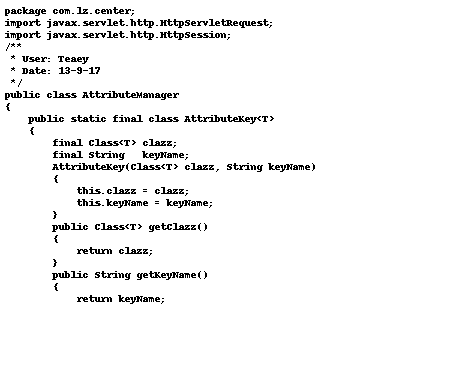 package com.lz.center;
import javax.servlet.http.HttpServletRequest;
import javax.servlet.http.HttpSession;
/**
 * User: Teaey
 * Date: 13-9-17
 */
public class AttributeManager
{
    public static final class AttributeKey<T>
    {
        final Class<T> clazz;
        final String   keyName;
        AttributeKey(Class<T> clazz, String keyName)
        {
            this.clazz = clazz;
            this.keyName = keyName;
        }
        public Class<T> getClazz()
        {
            return clazz;
        }
        public String getKeyName()
        {
            return keyName;